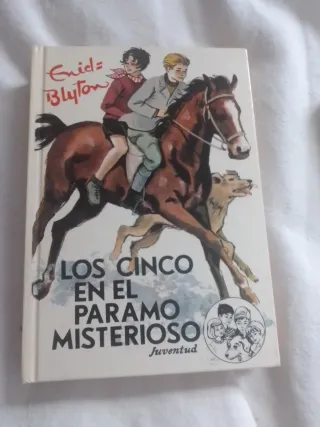 Enid
Blyton
LOS CINCO
EN EL
PARAMO
MISTERIOSO
Juventud